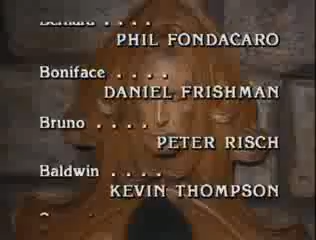 PHIL FONDACARO
Boniface . . . .
DANIEL FRISHMAN
Bruno . . . .
PETER RISCH
Baldwin . . . .
KEVIN THOMPSON